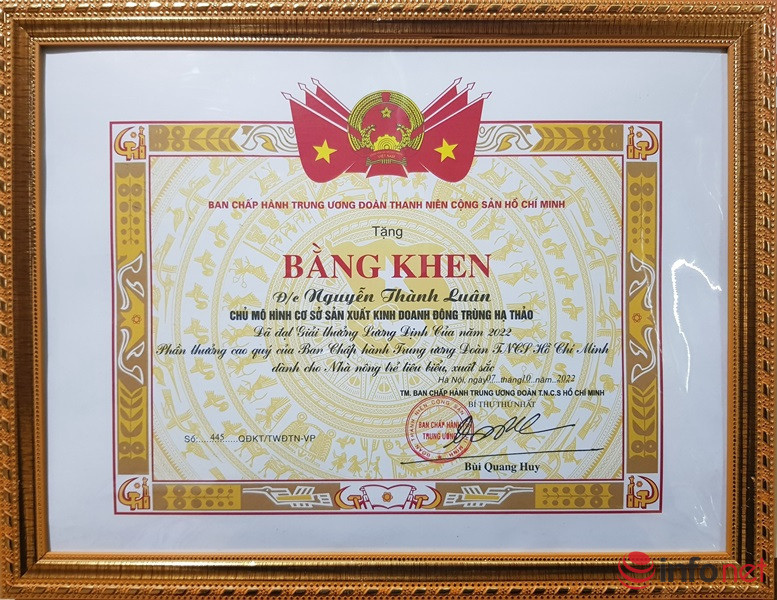 VIỆT NAM
BAN CHẤP HÀNH TRUNG ƯƠNG ĐOÀN THANH NIÊN CỘNG SẢN HỒ CHÍ MINH
Tặng
BẰNG KHEN
Đ/c Nguyễn Thành Luân
CHỦ MÔ HÌNH CƠ SỞ SẢN XUẤT KINH DOANH ĐÔNG TRÙNG HẠ THẢO
Đã đạt Giải thưởng Lương Định Của năm 2022
Phần thưởng cao quý của Ban Chấp hành Trung ương Đoàn T.N.C.S Hồ Chí Minh
dành cho Nhà nông trẻ tiêu biểu, xuất sắc
Hà Nội, ngày 07 tháng 10 năm 2022
TM. BAN CHẤP HÀNH TRUNG ƯƠNG ĐOÀN T.N.C.S HỒ CHÍ MINH
BÍ THƯ THỨ NHẤT
BAN CHẤP HÀNH
TRUNG ƯƠNG
Số:.....445.....QĐKT/TWĐTN-VP
Bùi Quang Huy
infonet